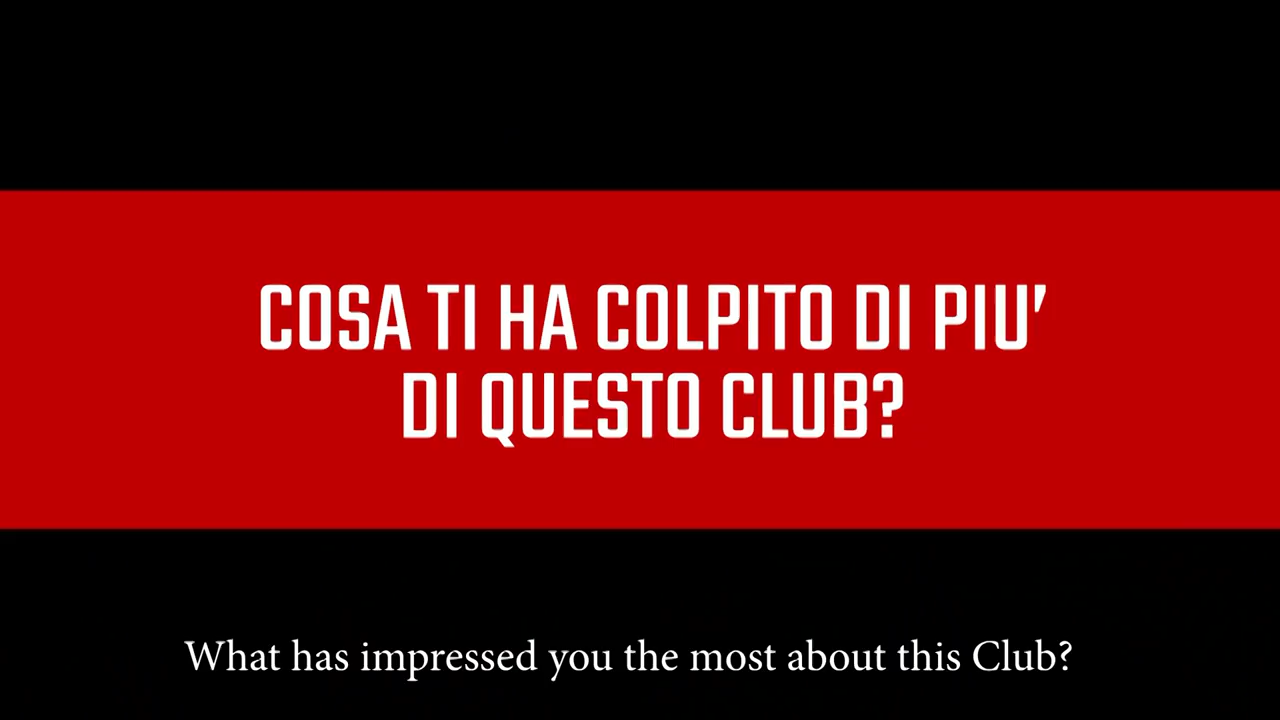 COSA TI HA COLPITO DI PIU'
DI QUESTO CLUB?
What has impressed you the most about this Club?